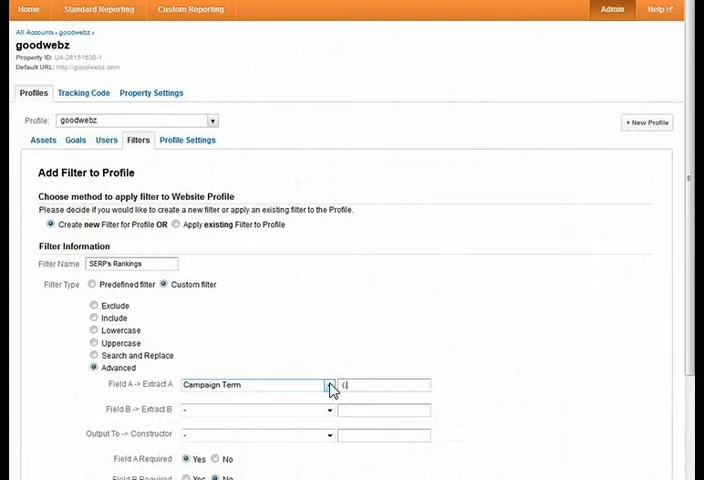 Home Standard Reporting Custom Reporting Admin Help
All Accounts › goodwebz ›
goodwebz
Property ID: UA-28151630-1
Default URL: http://goodwebz.com
Profiles Tracking Code Property Settings
Profile: goodwebz + New Profile
Assets Goals Users Filters Profile Settings
Add Filter to Profile
Choose method to apply filter to Website Profile
Please decide if you would like to create a new filter or apply an existing filter to the Profile.
Create new Filter for Profile OR Apply existing Filter to Profile
Filter Information
Filter Name SERP's Rankings
Filter Type Predefined filter Custom filter
Exclude
Include
Lowercase
Uppercase
Search and Replace
Advanced
Field A -> Extract A Campaign Term (
Field B -> Extract B -
Output To -> Constructor -
Field A Required Yes No
Field B Required Yes No